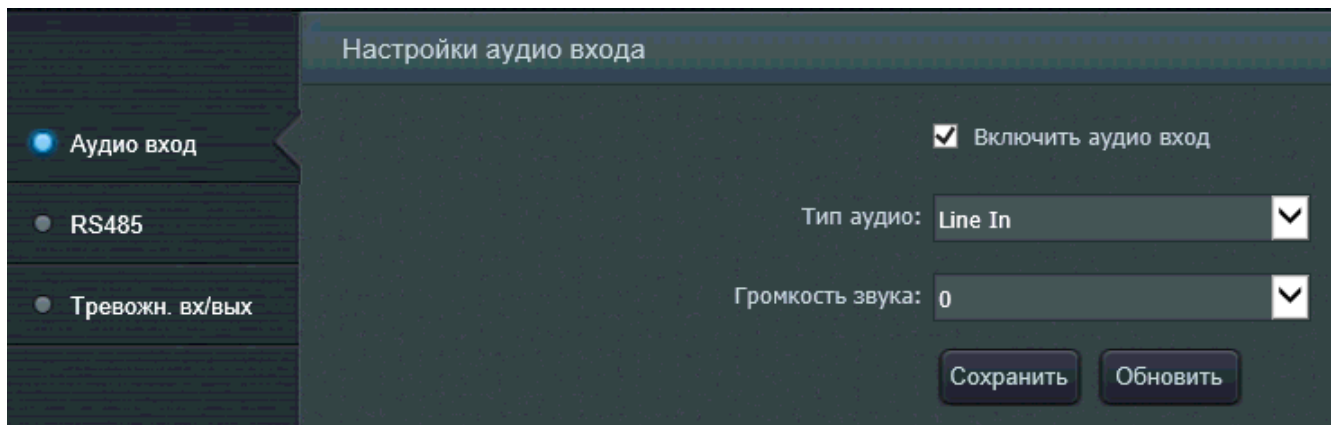 Настройки аудио входа
Аудио вход
RS485
Тревожн. вх/вых
Включить аудио вход
Тип аудио: Line In
Громкость звука: 0
Сохранить Обновить